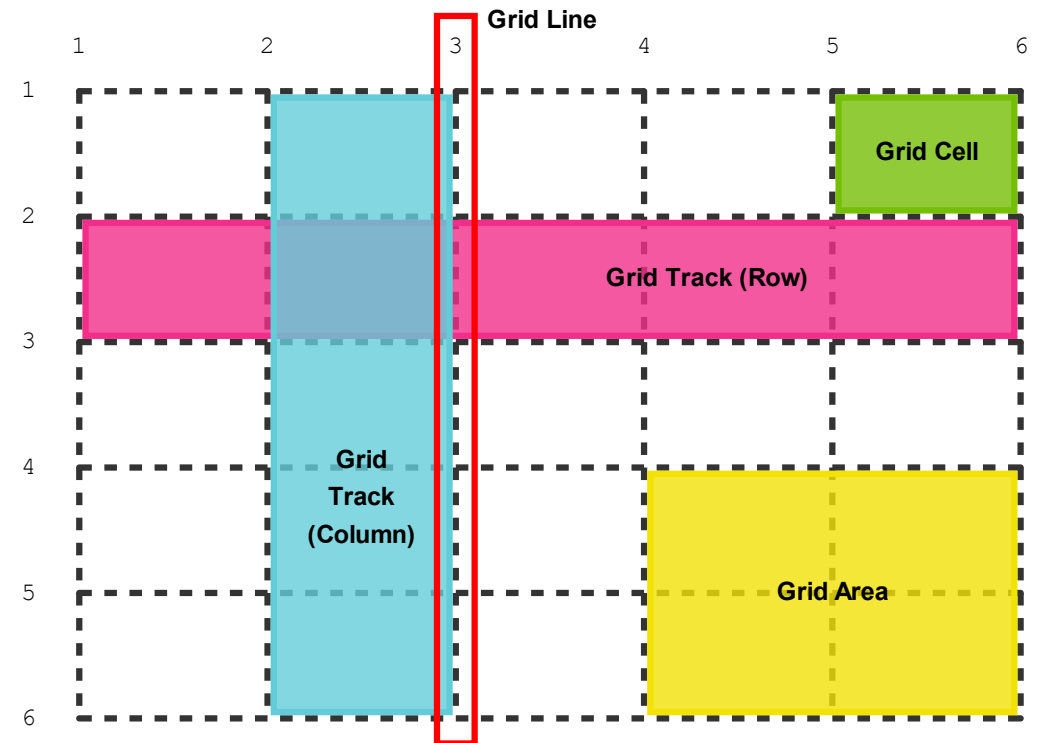 Grid Line
1 2 3 4 5 6
1
Grid Cell
2
Grid Track (Row)
3
4
Grid
Track
(Column)
5
Grid Area
6